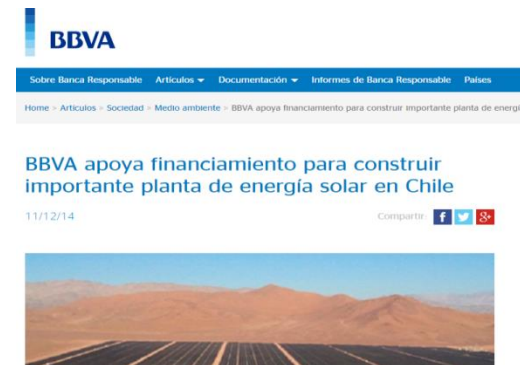 BBVA
Sobre Banca Responsable Artículos Documentación Informes de Banca Responsable Países
Home > Artículos > Sociedad > Medio ambiente > BBVA apoya financiamiento para construir importante planta de energí
BBVA apoya financiamiento para construir
importante planta de energía solar en Chile
11/12/14 Compartir: f 8+